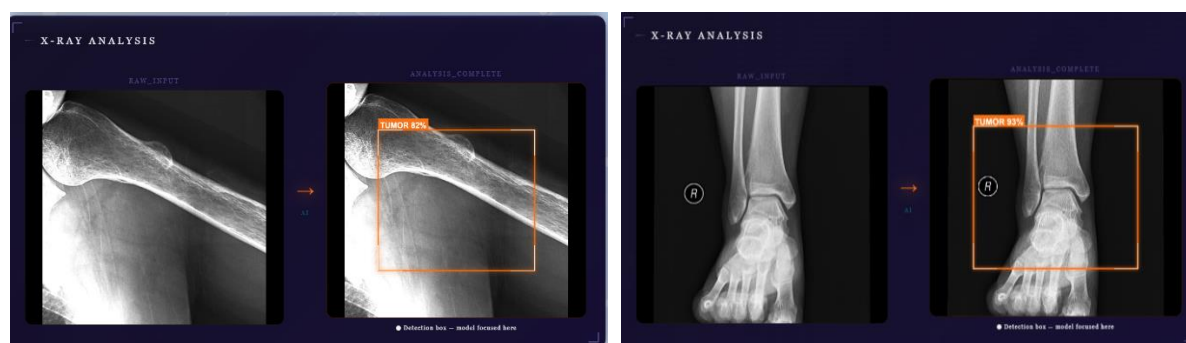 X-RAY ANALYSIS
RAW_INPUT
ANALYSIS_COMPLETE
TUMOR 82%
→
AI
Detection box — model focused here
X-RAY ANALYSIS
RAW_INPUT
ANALYSIS_COMPLETE
TUMOR 93%
R
→
AI
R
Detection box — model focused here